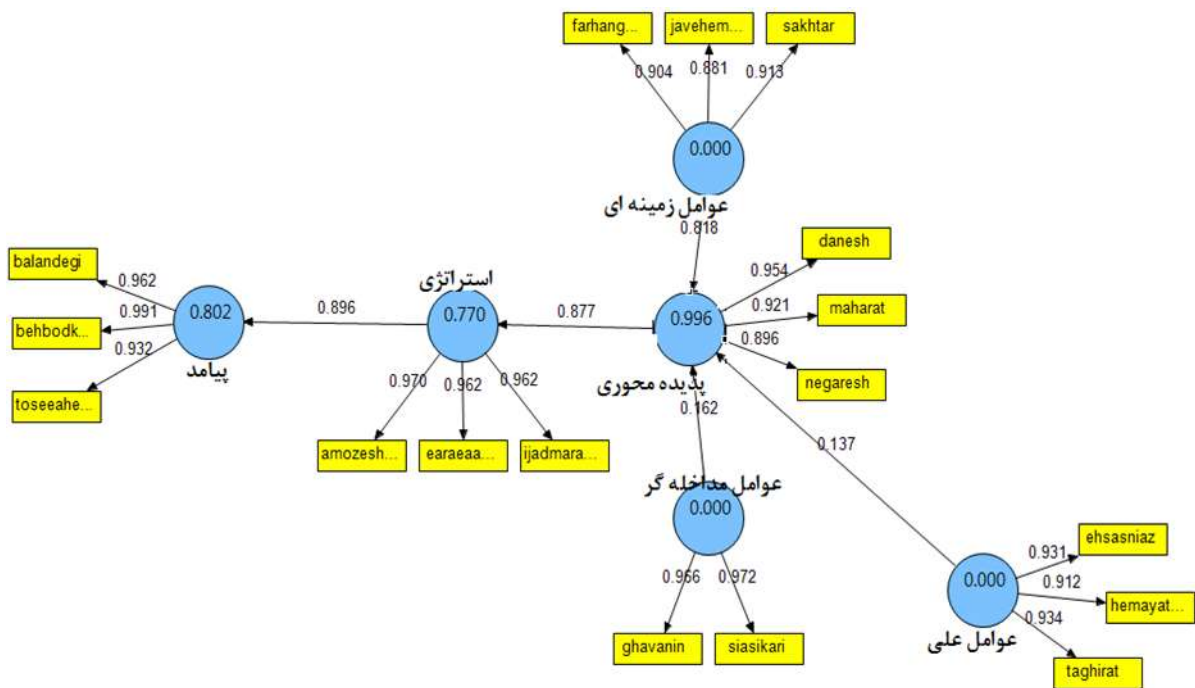 farhang...
javehem...
sakhtar
0.904
0.881
0.913
0.000
عوامل زمینه ای
0.818
danesh
0.954
maharat
0.921
0.896
negaresh
0.996
پدیده محوری
0.877
استراتژی
0.770
0.970
0.962
0.962
amozesh...
earaeaa...
ijadmara...
0.896
0.802
پیامد
balandegi
0.962
behbodk...
0.991
0.932
toseeahe...
0.162
عوامل مداخله گر
0.000
0.966
0.972
ghavanin
siasikari
0.137
0.000
عوامل علی
ehsasniaz
0.931
0.912
hemayat...
0.934
taghirat